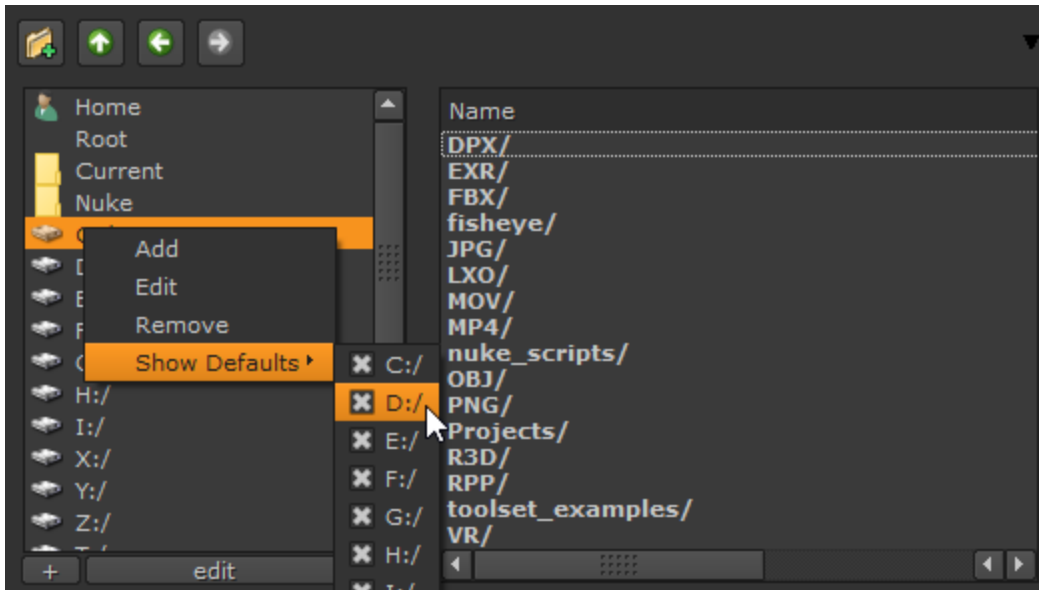 Home
Root
Current
Nuke
Add
Edit
Remove
Show Defaults
H:/
I:/
X:/
Y:/
Z:/
+
edit
C:/
D:/
E:/
F:/
G:/
H:/
Name
DPX/
EXR/
FBX/
fisheye/
JPG/
LXO/
MOV/
MP4/
nuke_scripts/
OBJ/
PNG/
Projects/
R3D/
RPP/
toolset_examples/
VR/